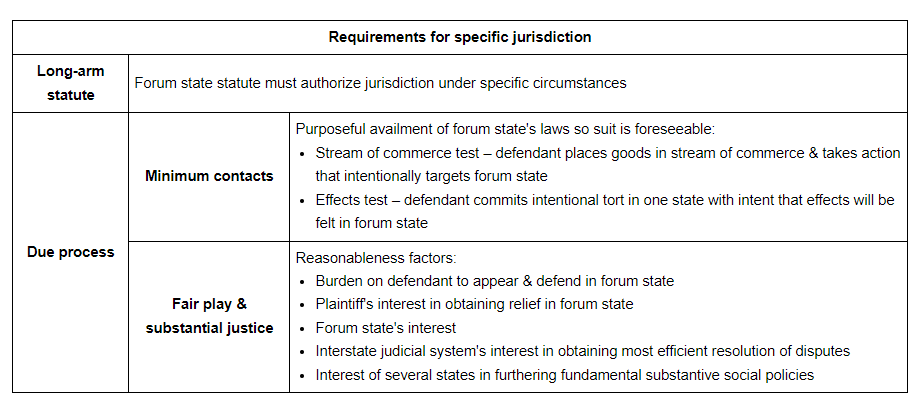 Requirements for specific jurisdiction
Long-arm
statute
Forum state statute must authorize jurisdiction under specific circumstances
Due process
Minimum contacts
Purposeful availment of forum state's laws so suit is foreseeable:
• Stream of commerce test – defendant places goods in stream of commerce & takes action
that intentionally targets forum state
• Effects test – defendant commits intentional tort in one state with intent that effects will be
felt in forum state
Fair play &
substantial justice
Reasonableness factors:
• Burden on defendant to appear & defend in forum state
• Plaintiff's interest in obtaining relief in forum state
• Forum state's interest
• Interstate judicial system's interest in obtaining most efficient resolution of disputes
• Interest of several states in furthering fundamental substantive social policies